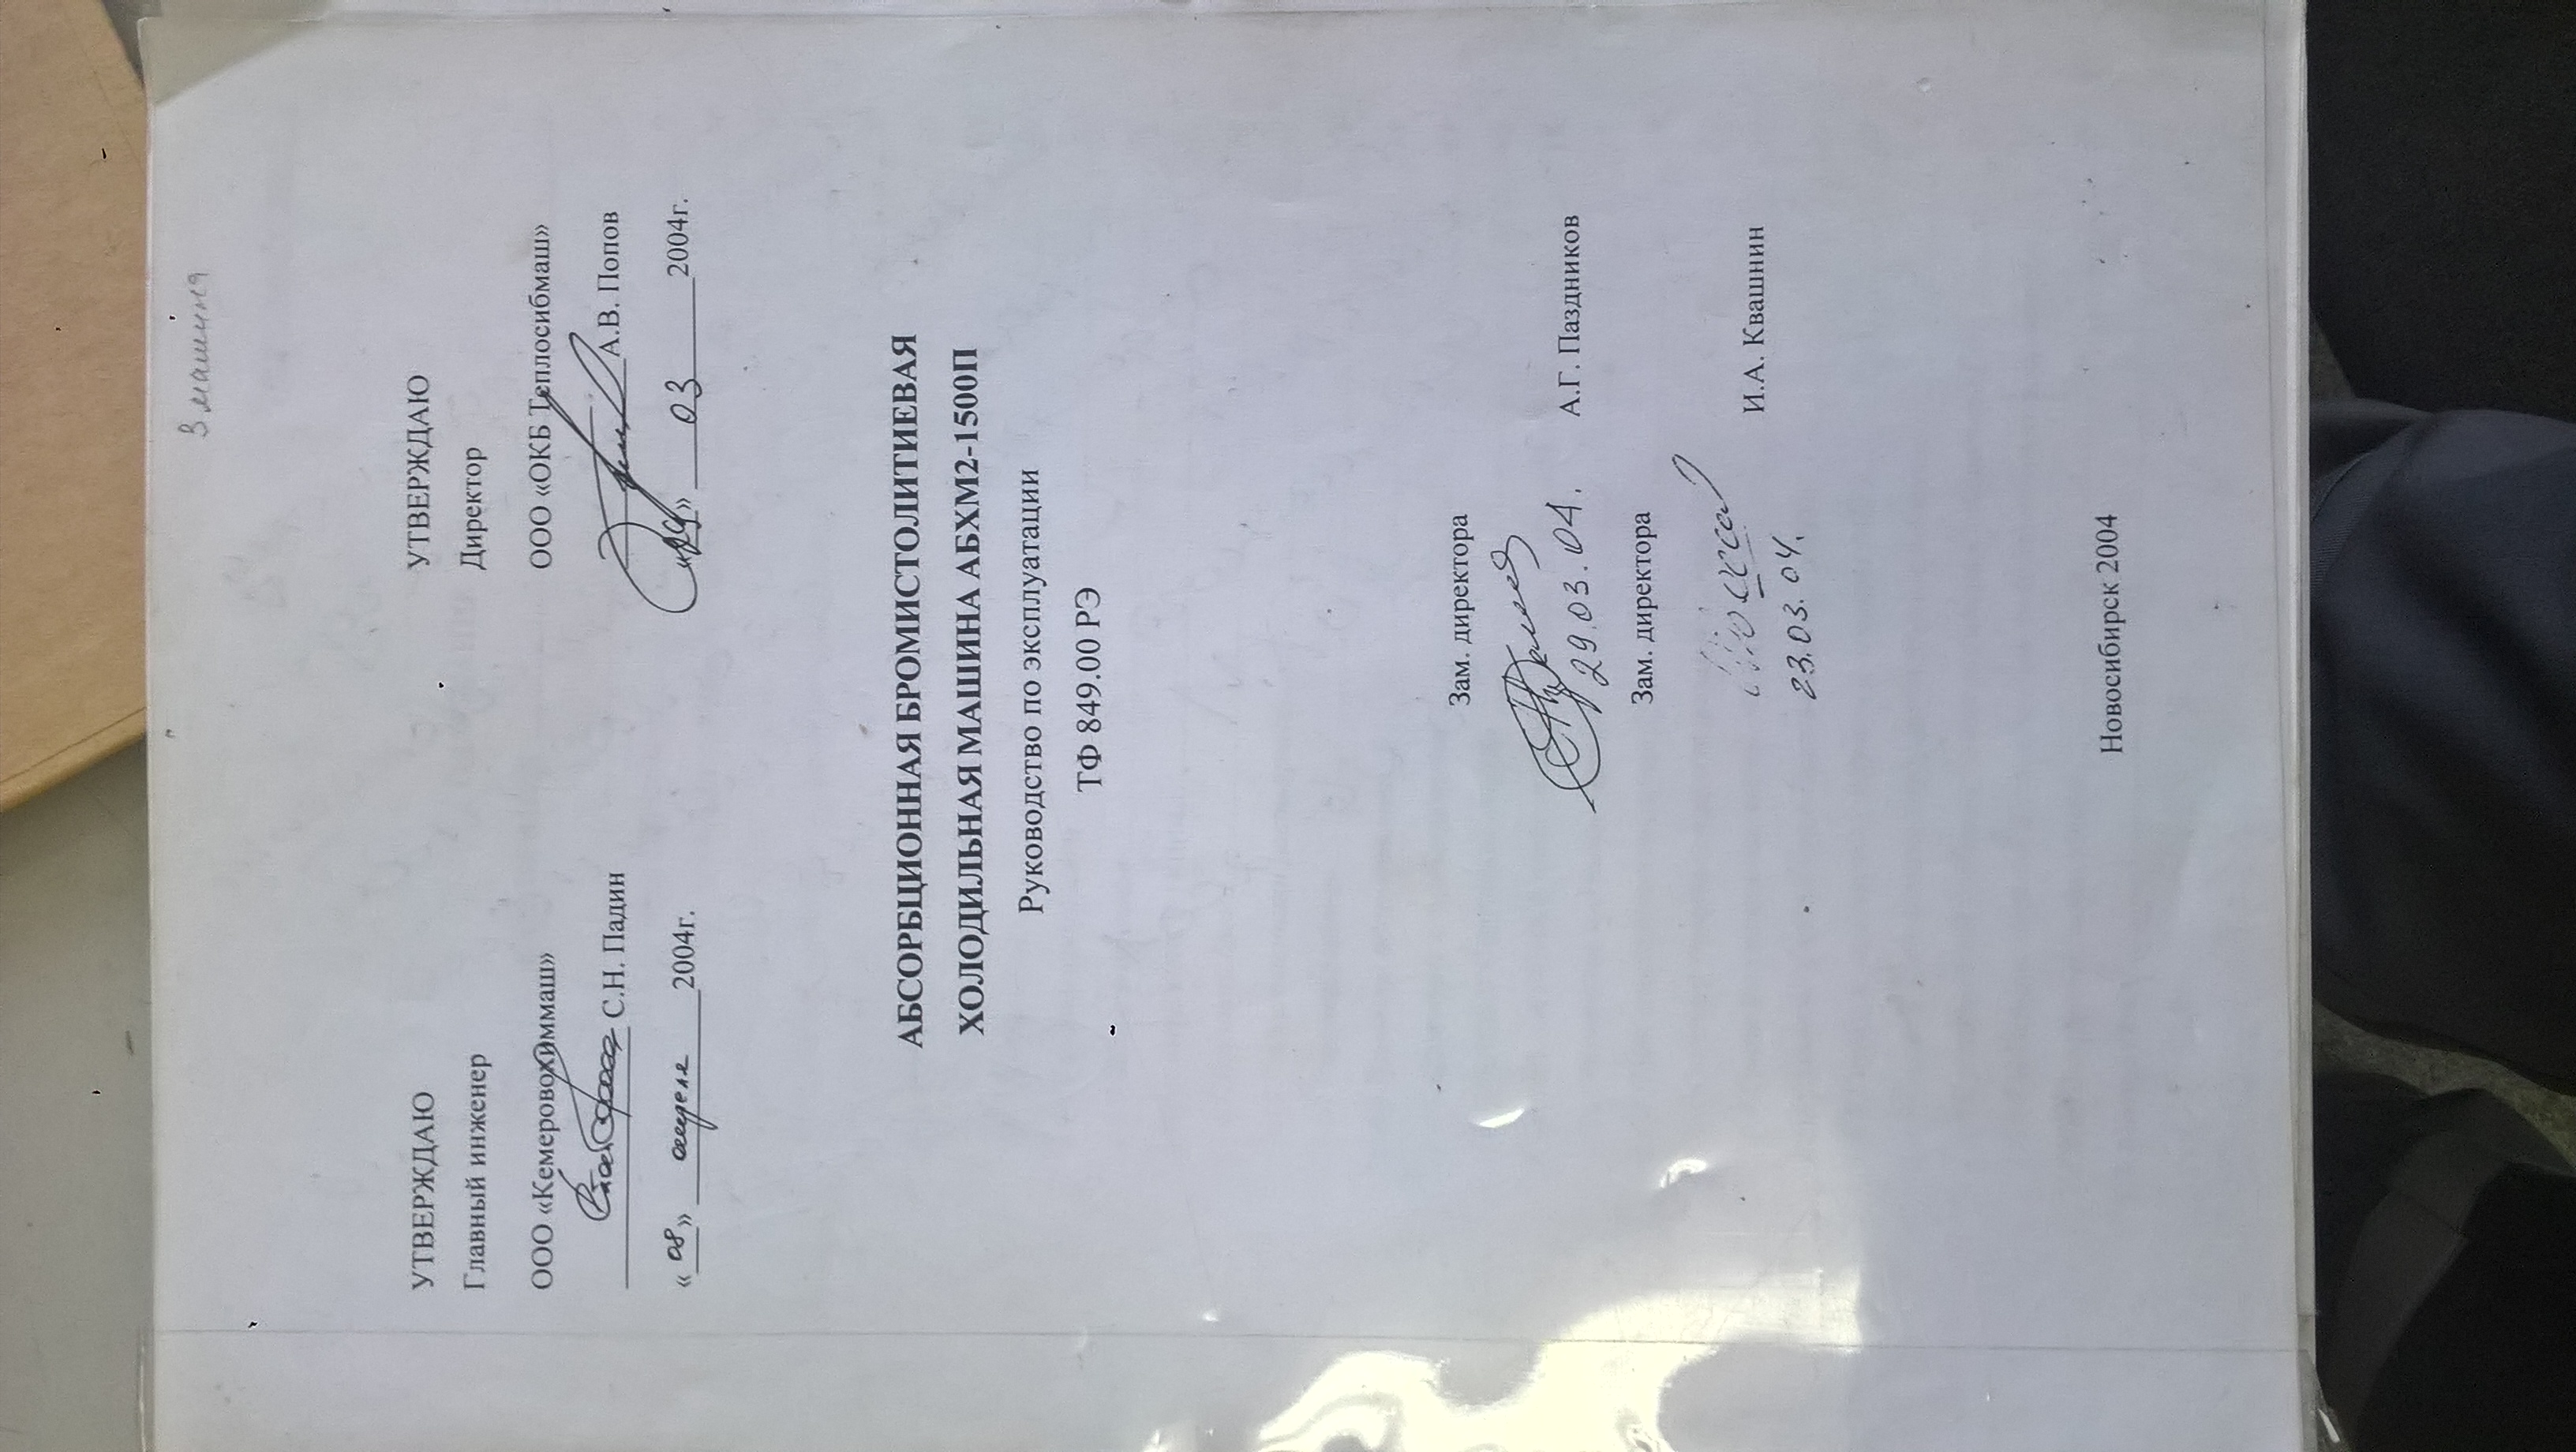 3 машина
УТВЕРЖДАЮ
Главный инженер
ООО «Кемеровохиммаш»
С.Н. Падин
«08» апреля 2004г.
УТВЕРЖДАЮ
Директор
ООО «ОКБ Теплосибмаш»
А.В. Попов
«29» 03 2004г.
АБСОРБЦИОННАЯ БРОМИСТОЛИТИЕВАЯ
ХОЛОДИЛЬНАЯ МАШИНА АБХМ2-1500П
Руководство по эксплуатации
ТФ 849.00 РЭ
Зам. директора
А.Г. Паздников
29.03.04.
Зам. директора
И.А. Квашнин
23.03.04.
Новосибирск 2004